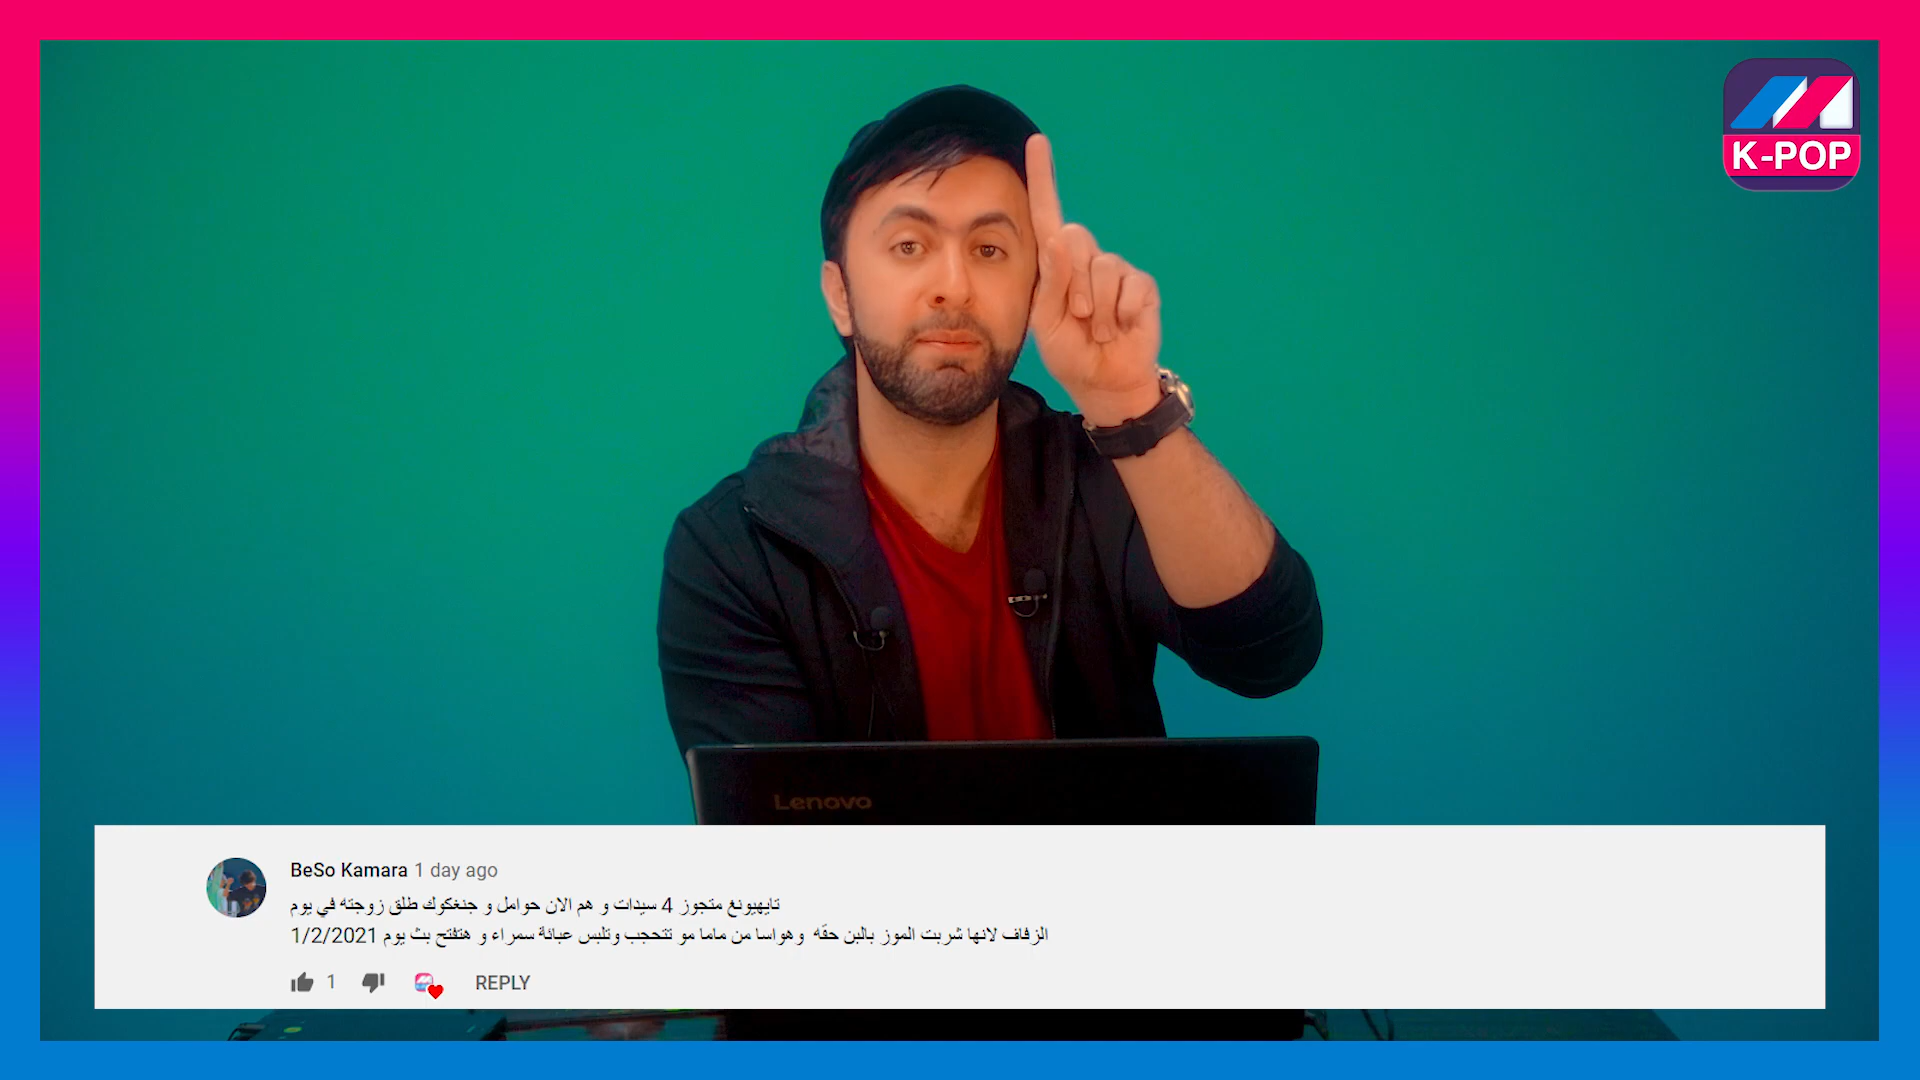 K-POP
Lenovo
BeSo Kamara 1 day ago
تايهيونغ متجوز 4 سيدات و هم الان حوامل و جنغكوك طلق زوجته في يوم
الزفاف لانها شربت الموز بالبن حقه وهواسا من ماما مو تتحجب وتلبس عبائة سمراء و هتفتح بث يوم 1/2/2021
1
REPLY